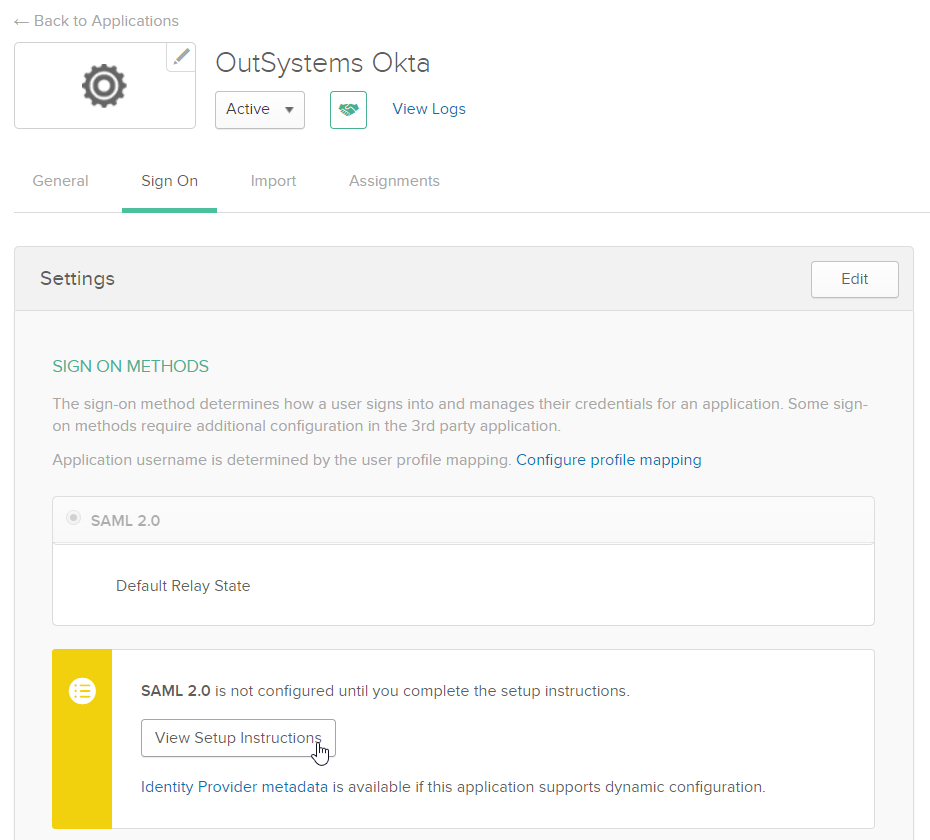 ← Back to Applications
OutSystems Okta
Active ▼
View Logs
General Sign On Import Assignments
Settings
Edit
SIGN ON METHODS
The sign-on method determines how a user signs into and manages their credentials for an application. Some sign-
on methods require additional configuration in the 3rd party application.
Application username is determined by the user profile mapping. Configure profile mapping
SAML 2.0
Default Relay State
SAML 2.0 is not configured until you complete the setup instructions.
View Setup Instructions
Identity Provider metadata is available if this application supports dynamic configuration.